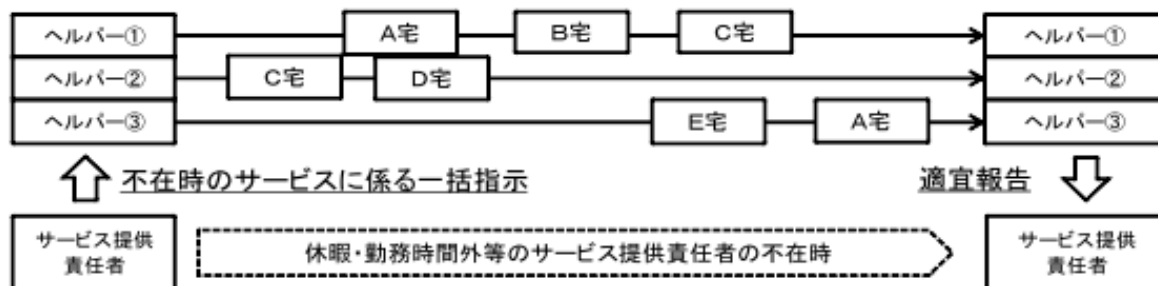 ヘルパー① A宅 B宅 C宅 ヘルパー①
ヘルパー② C宅 D宅 ヘルパー②
ヘルパー③ E宅 A宅 ヘルパー③
不在時のサービスに係る一括指示 適宜報告
サービス提供
責任者
休暇・勤務時間外等のサービス提供責任者の不在時
サービス提供
責任者